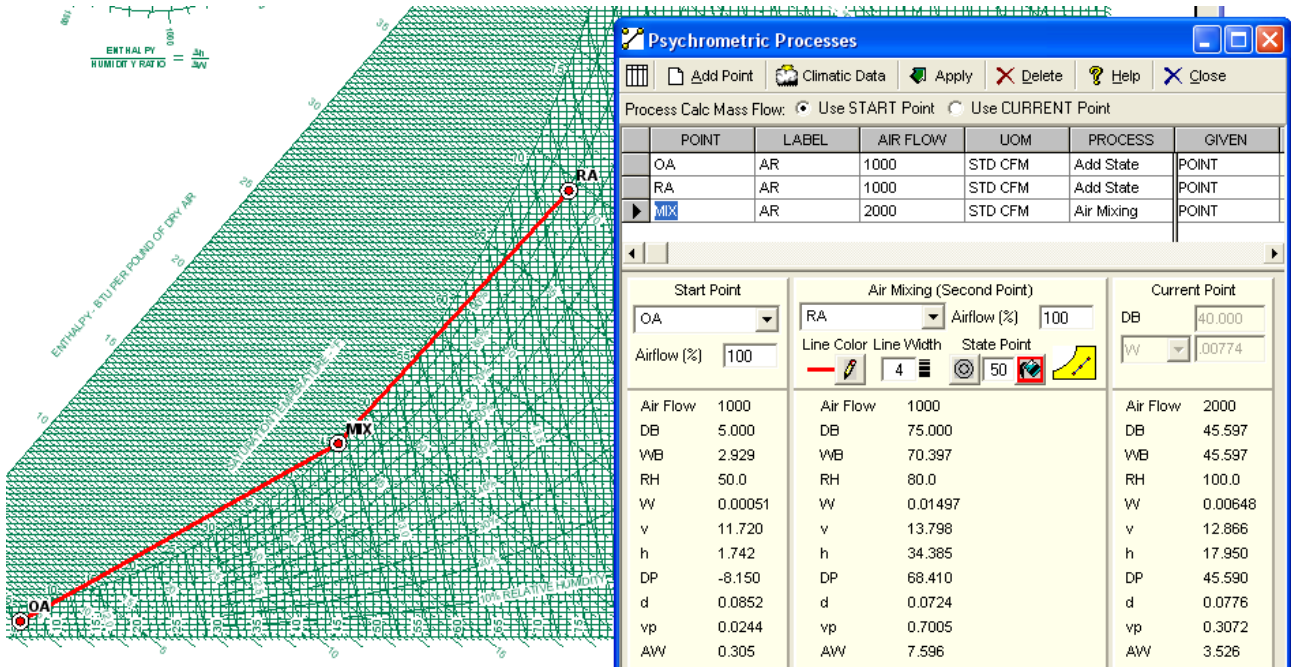 1000
ENTHALPY
HUMIDITY RATIO = Δh
ΔW
ENTHALPY - BTU PER POUND OF DRY AIR
10
15
20
25
30
35
OA
MIX
RA
10% RELATIVE HUMIDITY
Psychrometric Processes
Add Point Climatic Data Apply Delete Help Close
Process Calc Mass Flow: Use START Point Use CURRENT Point
POINT LABEL AIR FLOW UOM PROCESS GIVEN
OA AR 1000 STD CFM Add State POINT
RA AR 1000 STD CFM Add State POINT
MIX AR 2000 STD CFM Air Mixing POINT
Start Point Air Mixing (Second Point) Current Point
OA RA Airflow (%) 100 DB 40.000
Airflow (%) 100 Line Color Line Width State Point W .00774
4 50
Air Flow 1000 Air Flow 1000 Air Flow 2000
DB 5.000 DB 75.000 DB 45.597
WB 2.929 WB 70.397 WB 45.597
RH 50.0 RH 80.0 RH 100.0
W 0.00051 W 0.01497 W 0.00648
v 11.720 v 13.798 v 12.866
h 1.742 h 34.385 h 17.950
DP -8.150 DP 68.410 DP 45.590
d 0.0852 d 0.0724 d 0.0776
vp 0.0244 vp 0.7005 vp 0.3072
AW 0.305 AW 7.596 AW 3.526